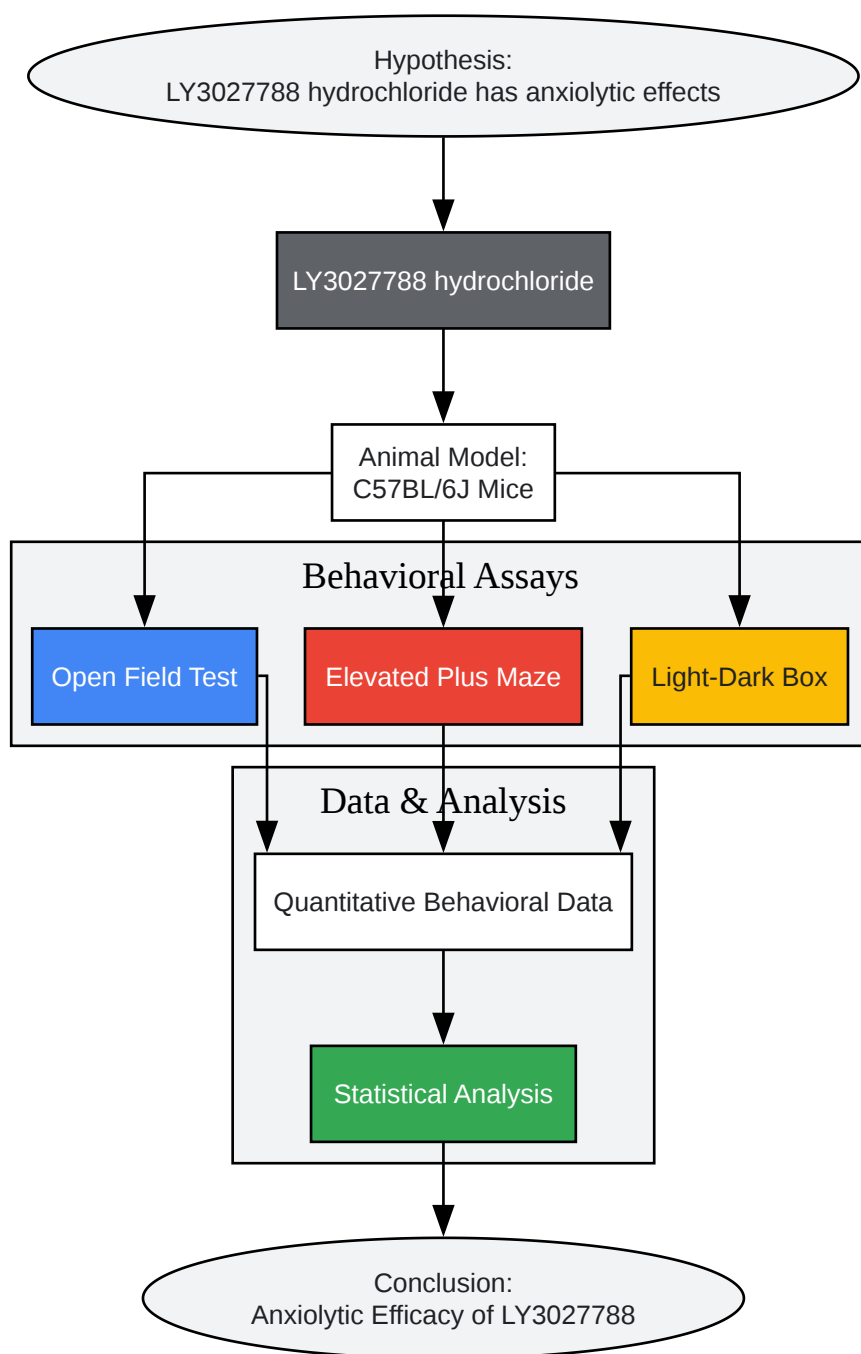 Hypothesis:
LY3027788 hydrochloride has anxiolytic effects
LY3027788 hydrochloride
Animal Model:
C57BL/6J Mice
Behavioral Assays
Open Field Test
Elevated Plus Maze
Light-Dark Box
Data & Analysis
Quantitative Behavioral Data
Statistical Analysis
Conclusion:
Anxiolytic Efficacy of LY3027788